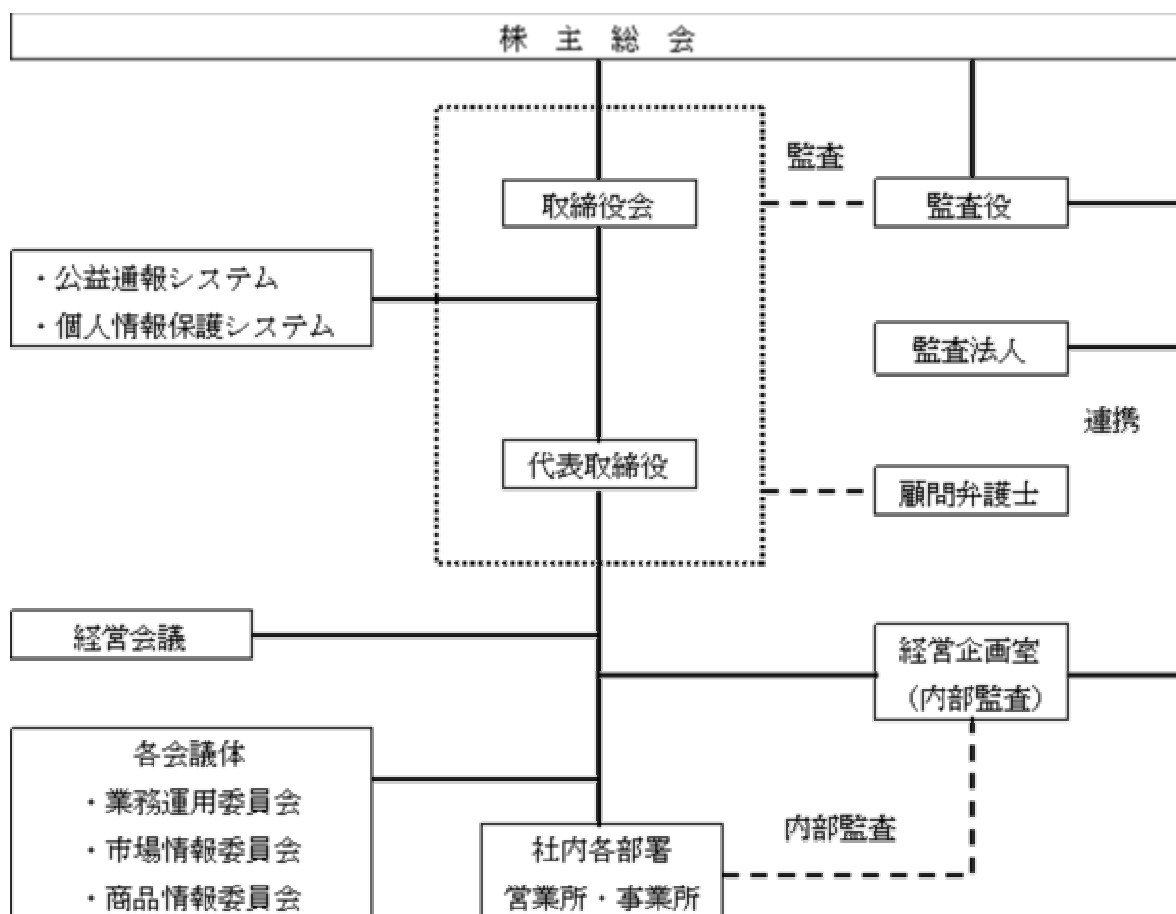 株主総会
監査
取締役会
監査役
・公益通報システム
・個人情報保護システム
監査法人
連携
代表取締役
顧問弁護士
経営会議
経営企画室
(内部監査)
各会議体
・業務運用委員会
・市場情報委員会
・商品情報委員会
内部監査
社内各部署
営業所・事業所